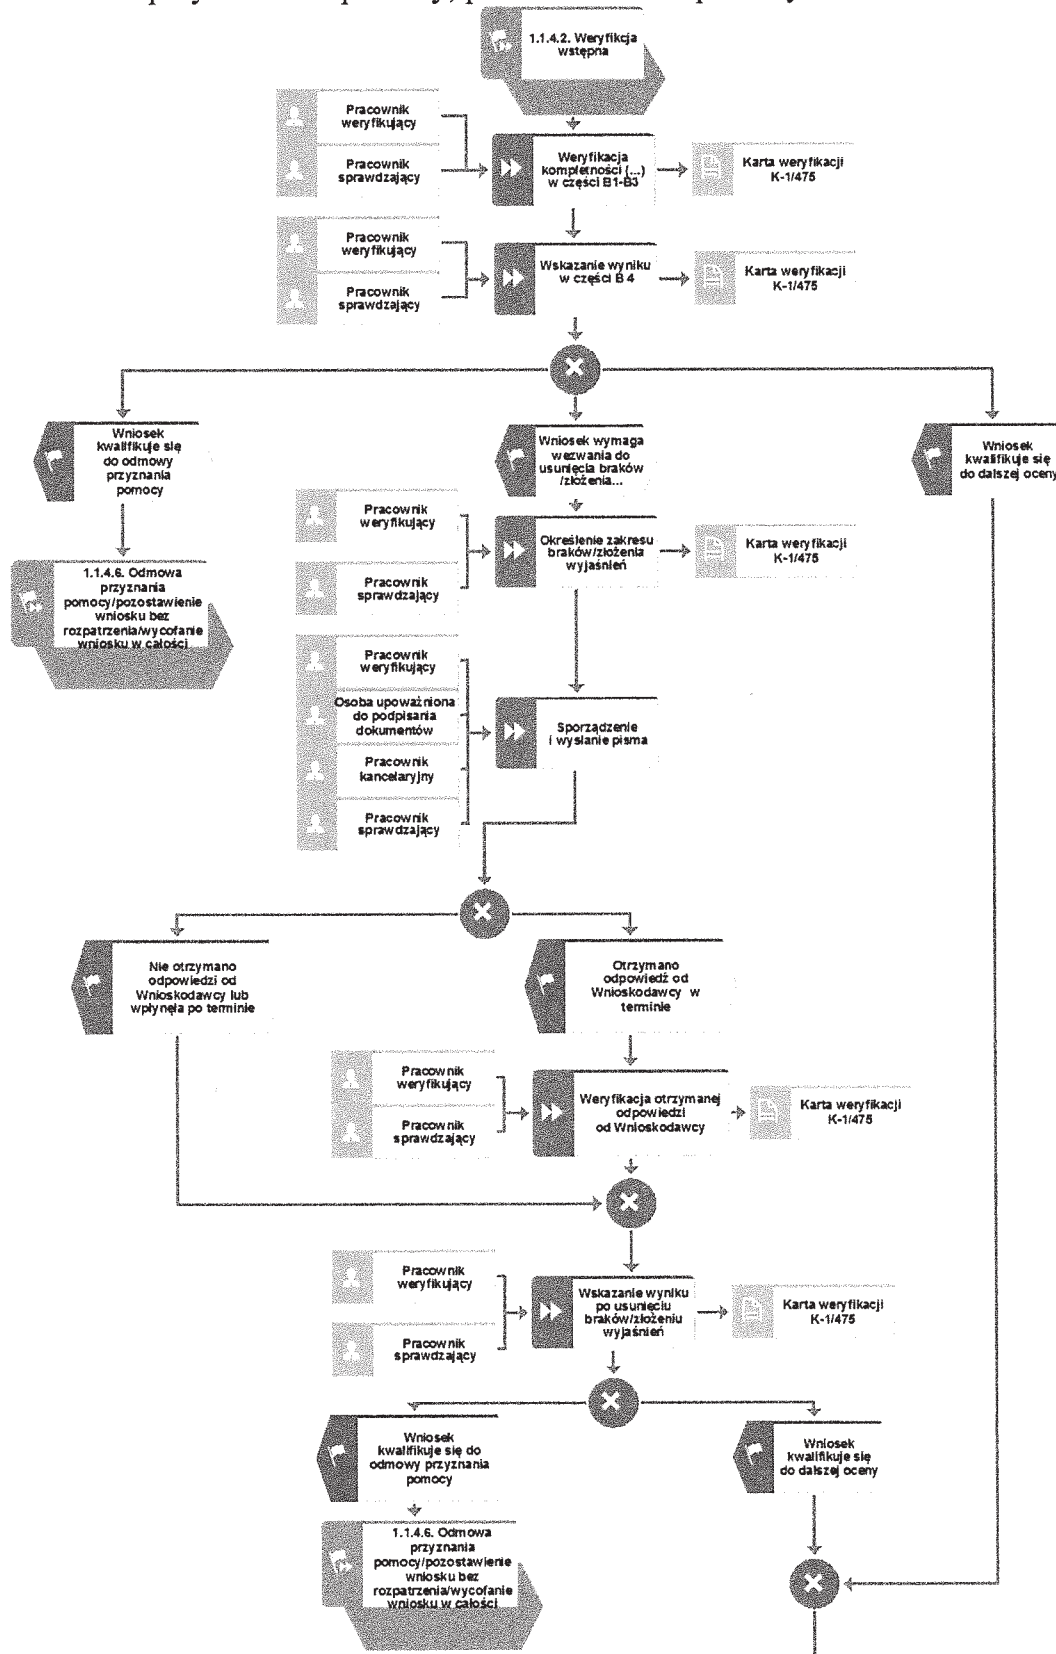 1.1.4.2. Weryfikcja
wstępna
Pracownik
weryfikujący
Pracownik
sprawdzający
Weryfikacja
kompletności (...)
w części B1-B3
Karta weryfikacji
K-1/475
Pracownik
weryfikujący
Pracownik
sprawdzający
Wskazanie wyniku
w części B 4
Karta weryfikacji
K-1/475
Wniosek
kwalifikuje się
do odmowy
przyznania
pomocy
Wniosek wymaga
wezwania do
usunięcia braków
/złożenia...
Wniosek
kwalifikuje się
do dalszej oceny
Pracownik
weryfikujący
Pracownik
sprawdzający
Określenie zakresu
braków/złożenia
wyjaśnień
Karta weryfikacji
K-1/475
1.1.4.6. Odmowa
przyznania
pomocy/pozostawienie
wniosku bez
rozpatrzenia/wycofanie
wniosku w całości
Pracownik
weryfikujący
Osoba upoważniona
do podpisania
dokumentów
Pracownik
kancelaryjny
Pracownik
sprawdzający
Sporządzenie
i wysłanie pisma
Nie otrzymano
odpowiedzi od
Wnioskodawcy lub
wpłynęła po terminie
Otrzymano
odpowiedź od
Wnioskodawcy w
terminie
Pracownik
weryfikujący
Pracownik
sprawdzający
Weryfikacja otrzymanej
odpowiedzi
od Wnioskodawcy
Karta weryfikacji
K-1/475
Pracownik
weryfikujący
Pracownik
sprawdzający
Wskazanie wyniku
po usunięciu
braków/złożeniu
wyjaśnień
Karta weryfikacji
K-1/475
Wniosek
kwalifikuje się do
odmowy przyznania
pomocy
Wniosek
kwalifikuje się
do dalszej oceny
1.1.4.6. Odmowa
przyznania
pomocy/pozostawienie
wniosku bez
rozpatrzenia/wycofanie
wniosku w całości